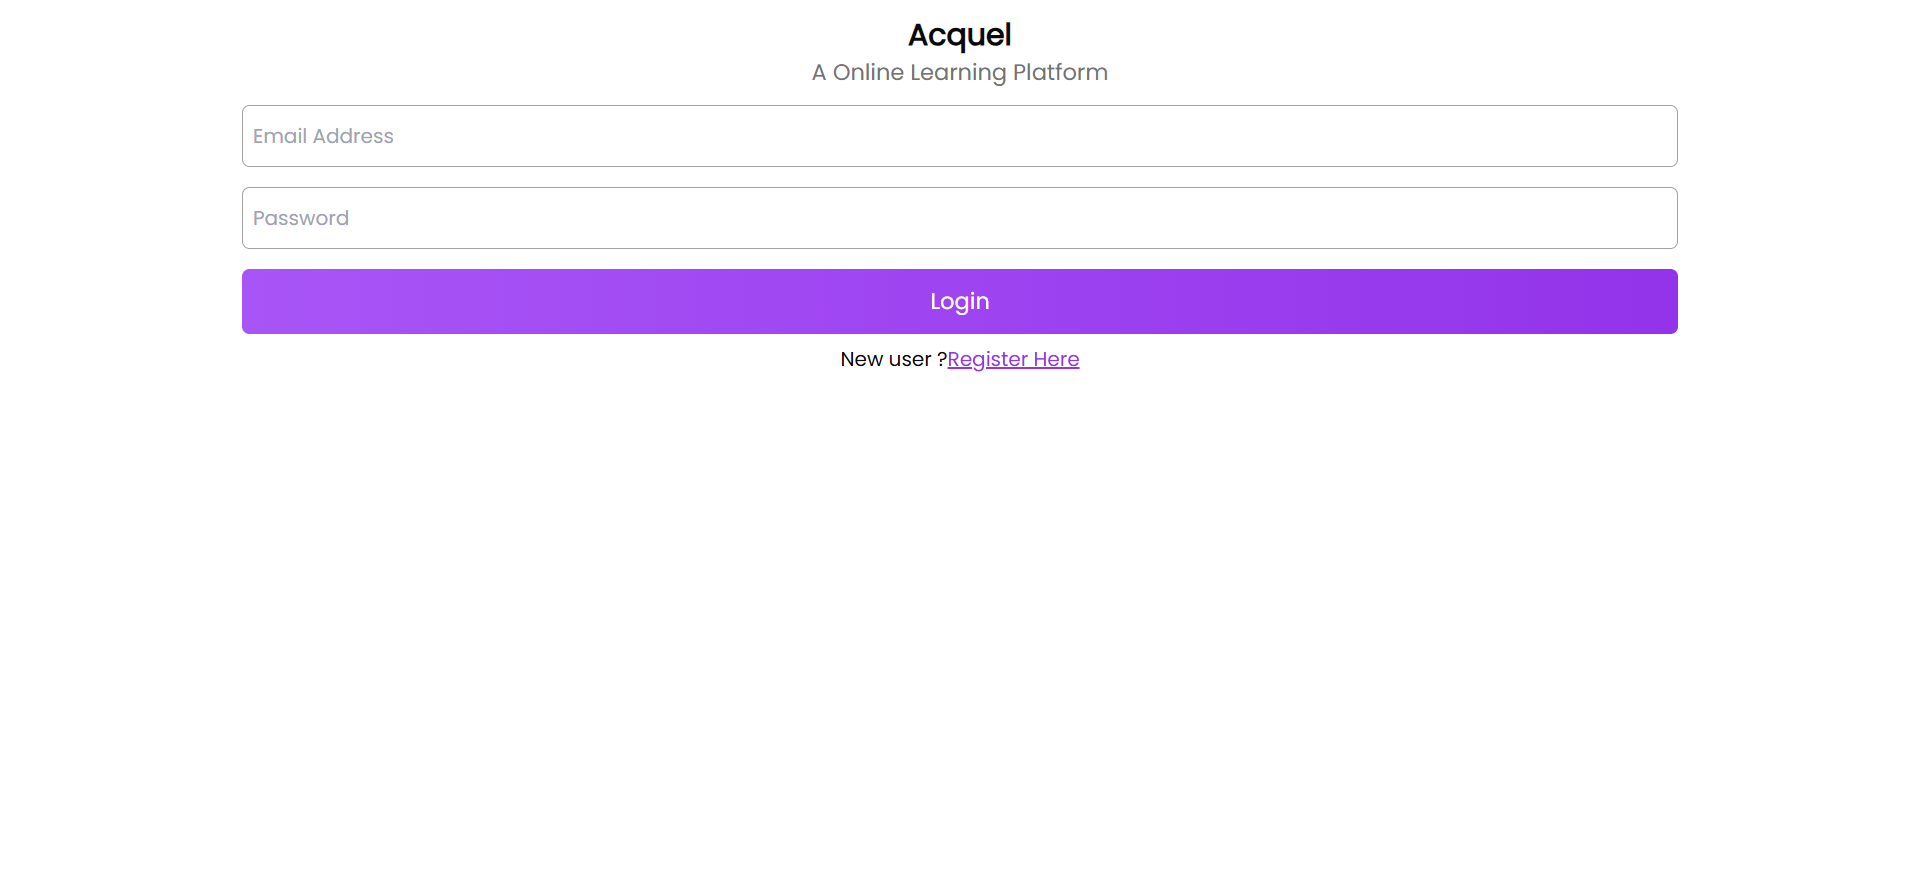 Acquel
A Online Learning Platform
Email Address
Password
Login
New user ?Register Here